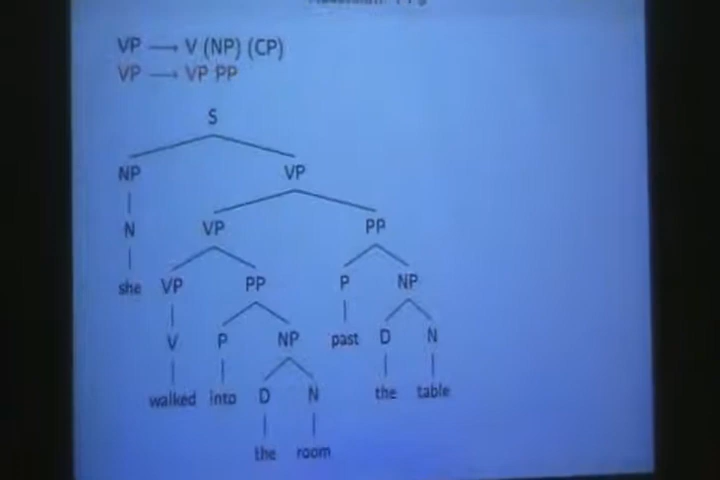 VP → V (NP) (CP)
VP → VP PP
S
NP VP
N VP PP
she VP PP P NP
V P NP past D N
walked into D N the table
the room